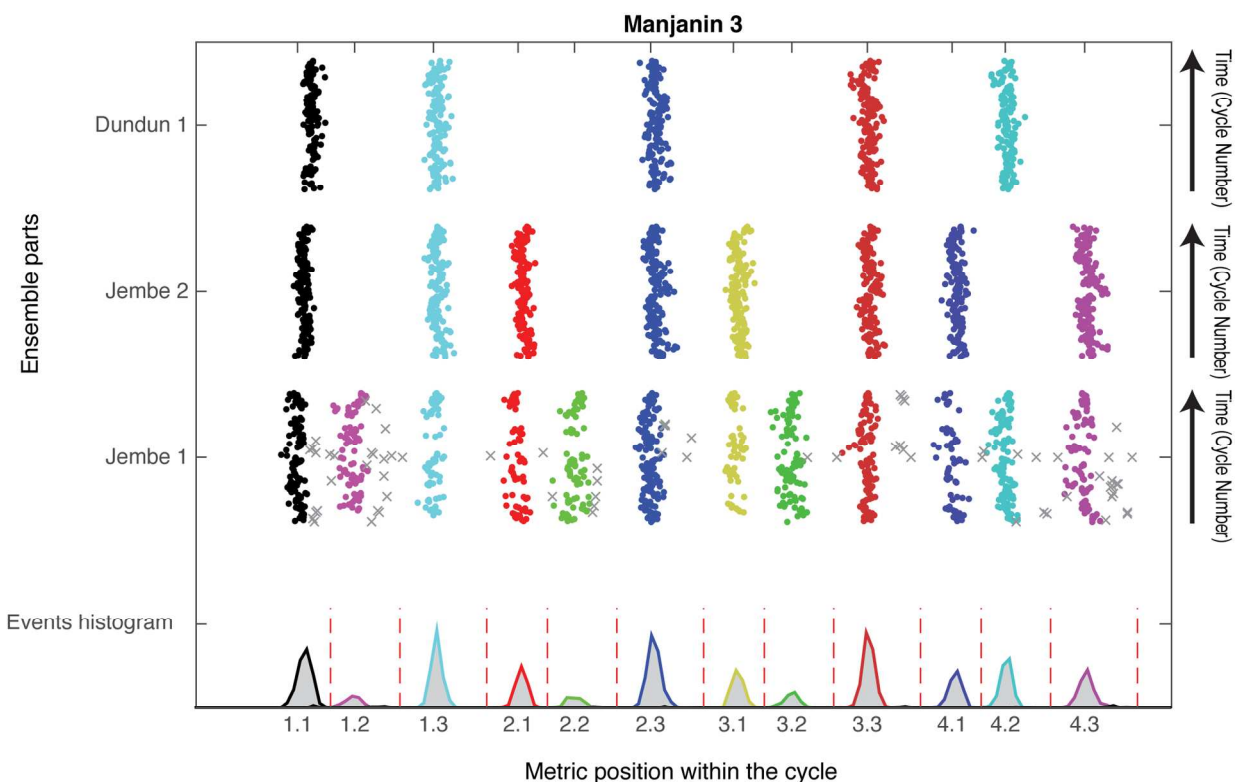 Manjanin 3
Dundun 1
Jembe 2
Jembe 1
Events histogram
Ensemble parts
Time (Cycle Number)
Time (Cycle Number)
Time (Cycle Number)
1.1 1.2 1.3 2.1 2.2 2.3 3.1 3.2 3.3 4.1 4.2 4.3
Metric position within the cycle